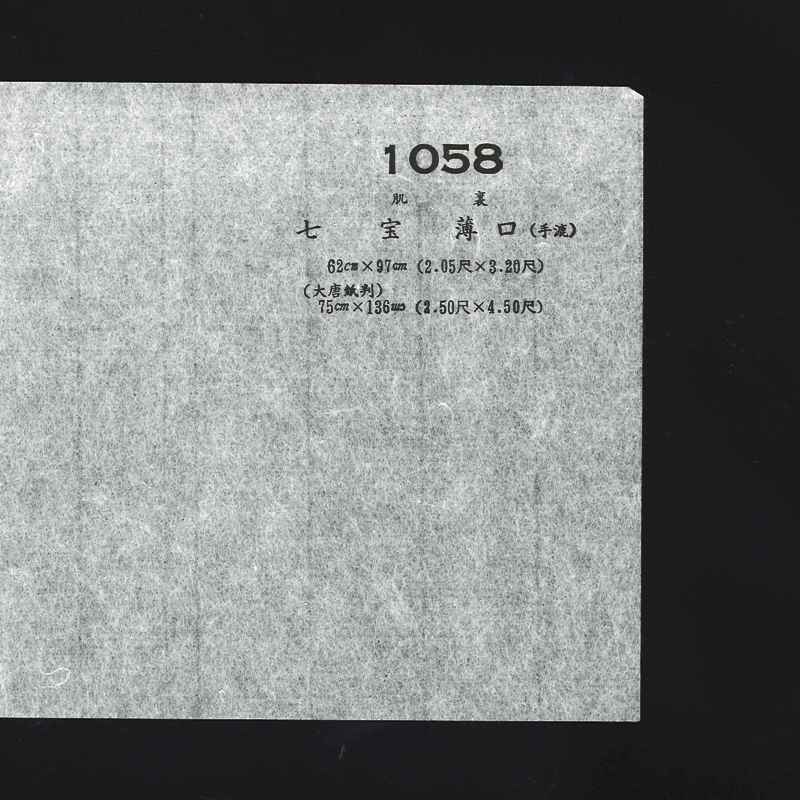 1058
肌裏
七宝薄口(手漉)
62cm×97cm (2.05尺×3.20尺)
(大唐紙判)
75cm×136cm (2.50尺×4.50尺)